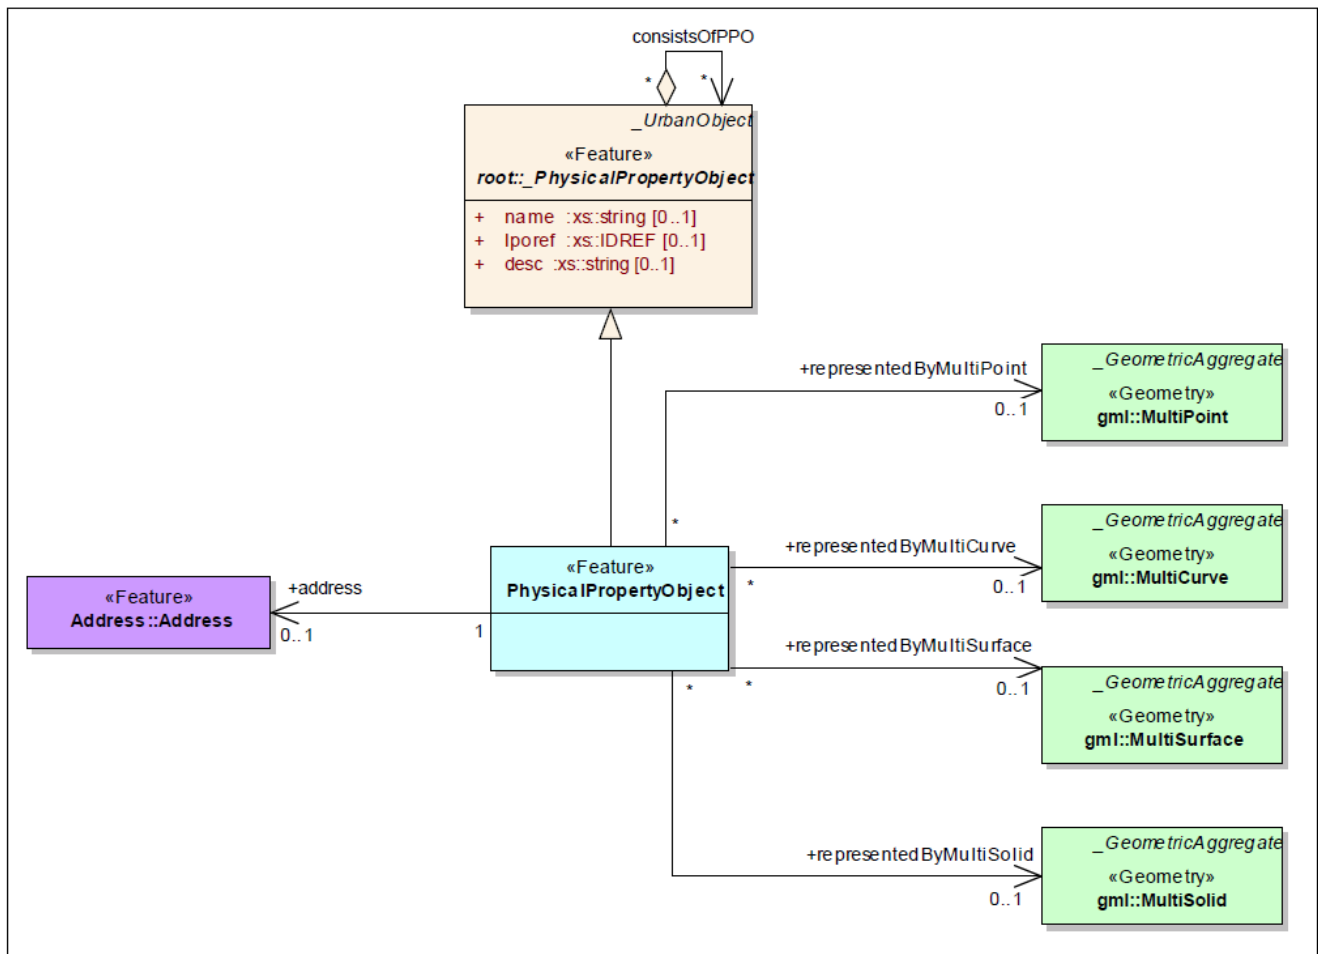 consistsOfPPO
* *
_UrbanObject
«Feature»
root::_PhysicalPropertyObject
+ name :xs::string [0..1]
+ lporef :xs::IDREF [0..1]
+ desc :xs::string [0..1]
+representedByMultiPoint
0..1
*
_GeometricAggregate
«Geometry»
gml::MultiPoint
+representedByMultiCurve
*
0..1
_GeometricAggregate
«Geometry»
gml::MultiCurve
«Feature»
PhysicalPropertyObject
+address
0..1
1
«Feature»
Address::Address
+representedByMultiSurface
*
0..1
_GeometricAggregate
«Geometry»
gml::MultiSurface
*
+representedByMultiSolid
0..1
_GeometricAggregate
«Geometry»
gml::MultiSolid